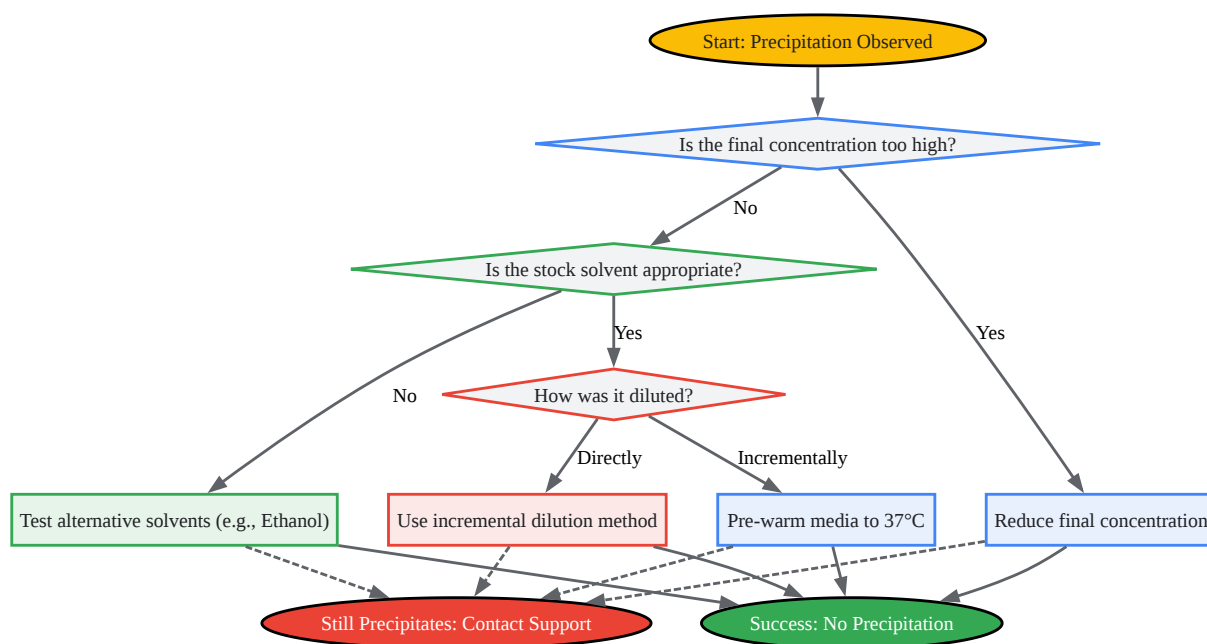 Start: Precipitation Observed
Is the final concentration too high?
No
Is the stock solvent appropriate?
Yes
Yes
How was it diluted?
No
Directly
Incrementally
Test alternative solvents (e.g., Ethanol)
Use incremental dilution method
Pre-warm media to 37°C
Reduce final concentration
Still Precipitates: Contact Support
Success: No Precipitation